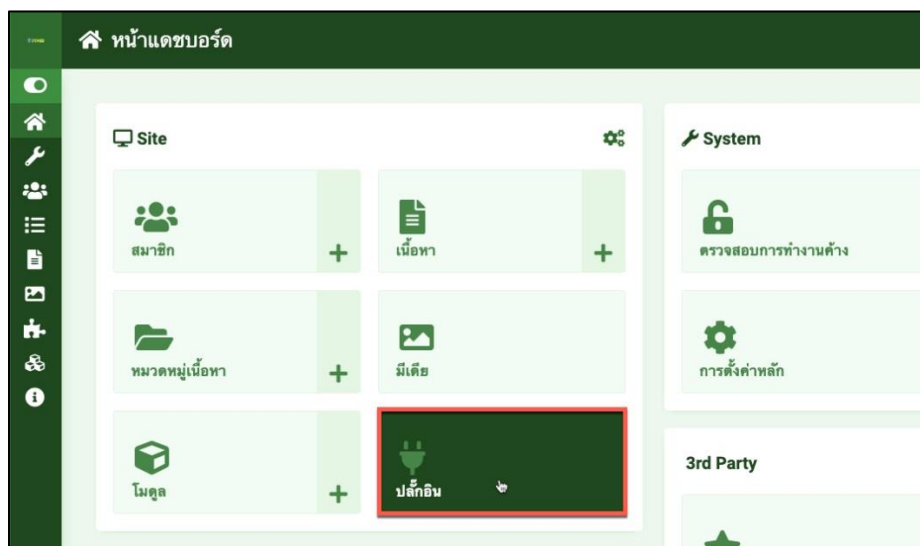 หน้าแดชบอร์ด
Site
System
สมาชิก
เนื้อหา
ตรวจสอบการทำงานค้าง
หมวดหมู่เนื้อหา
มีเดีย
การตั้งค่าหลัก
3rd Party
โมดูล
ปลั๊กอิน